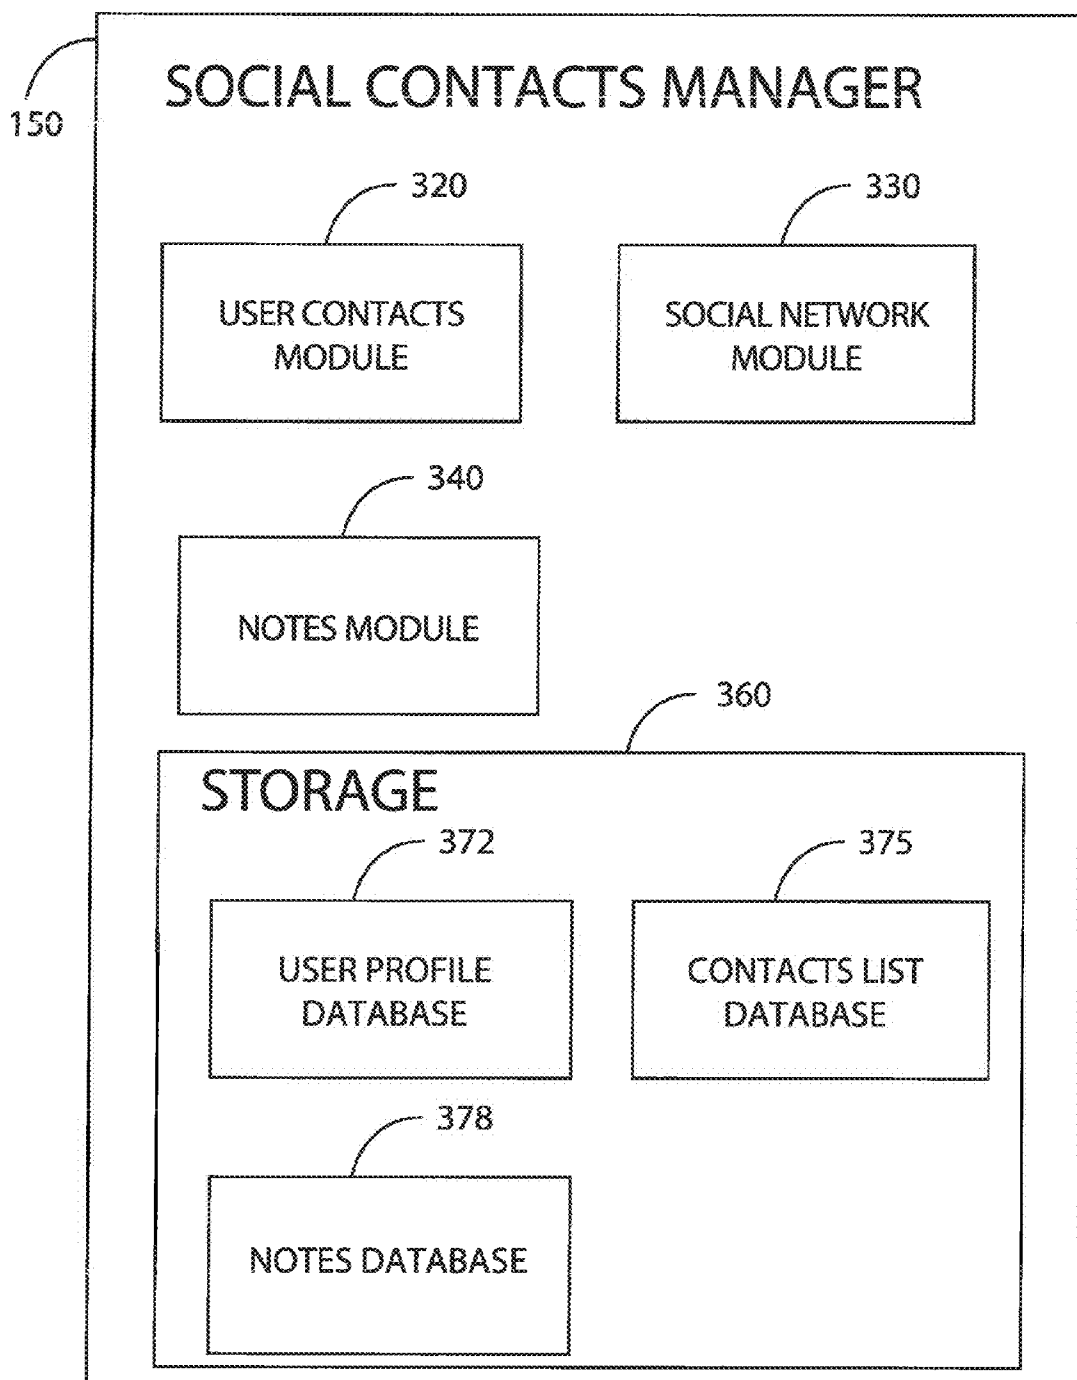 SOCIAL CONTACTS MANAGER
150
320
330
USER CONTACTS
MODULE
SOCIAL NETWORK
MODULE
340
NOTES MODULE
360
STORAGE
372
375
USER PROFILE
DATABASE
CONTACTS LIST
DATABASE
378
NOTES DATABASE